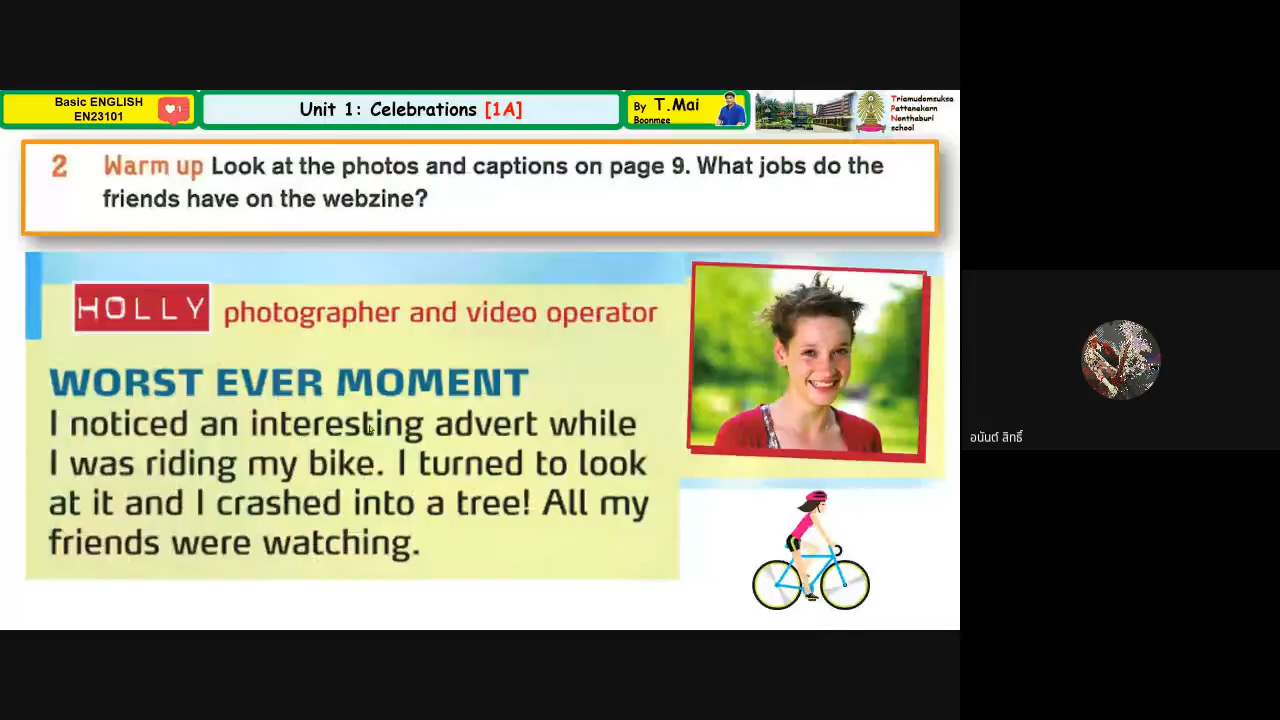 Basic ENGLISH
EN23101
1
Unit 1: Celebrations [1A]
By T.Mai
Boonmee
Triamudomsuksa
Pattanakarn
Nonthaburi
school
2 Warm up Look at the photos and captions on page 9. What jobs do the
friends have on the webzine?
HOLLY photographer and video operator
WORST EVER MOMENT
I noticed an interesting advert while
I was riding my bike. I turned to look
at it and I crashed into a tree! All my
friends were watching.
อนันต์ สิทธิ์